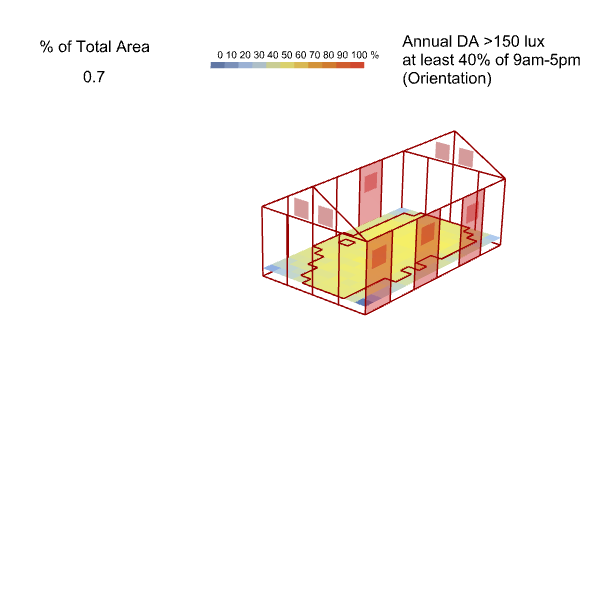 % of Total Area
0.7
0 10 20 30 40 50 60 70 80 90 100 %
Annual DA >150 lux
at least 40% of 9am-5pm
(Orientation)